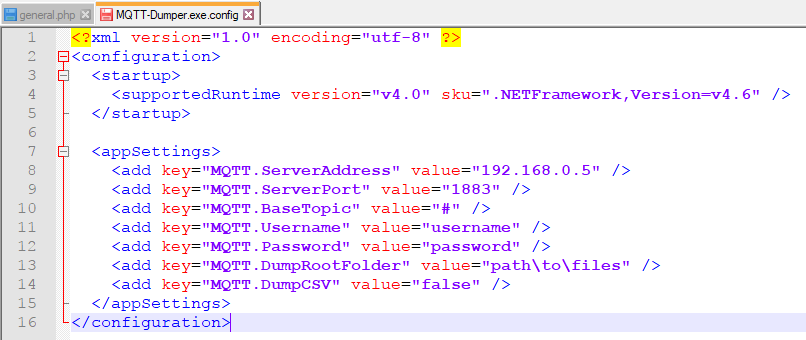 general.php MQTT-Dumper.exe.config
1 <?xml version="1.0" encoding="utf-8" ?>
2 <configuration>
3 <startup>
4 <supportedRuntime version="v4.0" sku=".NETFramework,Version=v4.6" />
5 </startup>
6
7 <appSettings>
8 <add key="MQTT.ServerAddress" value="192.168.0.5" />
9 <add key="MQTT.ServerPort" value="1883" />
10 <add key="MQTT.BaseTopic" value="#" />
11 <add key="MQTT.Username" value="username" />
12 <add key="MQTT.Password" value="password" />
13 <add key="MQTT.DumpRootFolder" value="path\to\files" />
14 <add key="MQTT.DumpCSV" value="false" />
15 </appSettings>
16 </configuration>